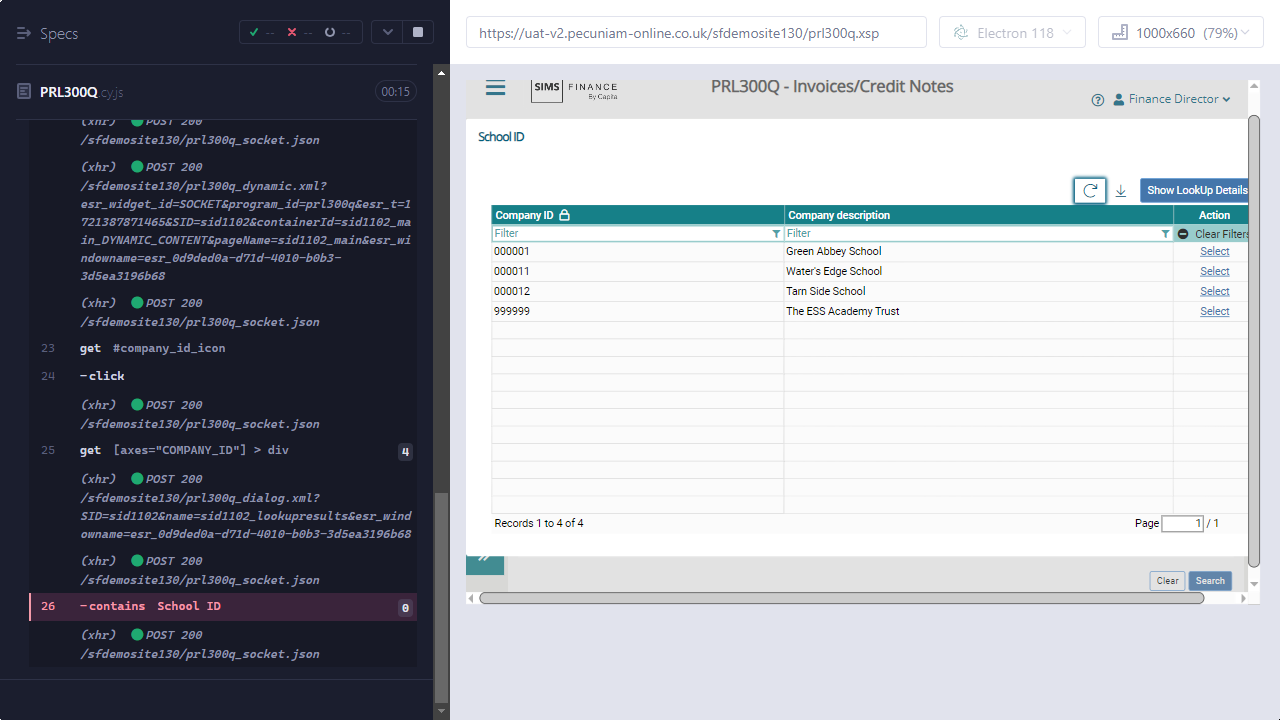 Specs
--
--
--
https://uat-v2.pecuniam-online.co.uk/sfdemosite130/prl300q.xsp
Electron 118
1000x660 (79%)
PRL300Q.cy.js
00:15
(xhr) POST 200
/sfdemosite130/prl300q_socket.json
(xhr) POST 200
/sfdemosite130/prl300q_dynamic.xml?
esr_widget_id=SOCKET&program_id=prl300q&esr_t=1
721387871465&SID=sid1102&containerId=sid1102_ma
in_DYNAMIC_CONTENT&pageName=sid1102_main&esr_wi
ndowname=esr_0d9ded0a-d71d-4010-b0b3-
3d5ea3196b68
(xhr) POST 200
/sfdemosite130/prl300q_socket.json
23 get #company_id_icon
24 -click
(xhr) POST 200
/sfdemosite130/prl300q_socket.json
25 get [axes="COMPANY_ID"] > div 4
(xhr) POST 200
/sfdemosite130/prl300q_dialog.xml?
SID=sid1102&name=sid1102_lookupresults&esr_wind
owname=esr_0d9ded0a-d71d-4010-b0b3-3d5ea3196b68
(xhr) POST 200
/sfdemosite130/prl300q_socket.json
26 -contains School ID 0
(xhr) POST 200
/sfdemosite130/prl300q_socket.json
SIMS FINANCE
By Capita
PRL300Q - Invoices/Credit Notes
Finance Director
School ID
Show LookUp Details
Company ID Company description Action
Filter Filter Clear Filters
000001 Green Abbey School Select
000011 Water's Edge School Select
000012 Tarn Side School Select
999999 The ESS Academy Trust Select
Records 1 to 4 of 4
Page 1 / 1
Clear Search